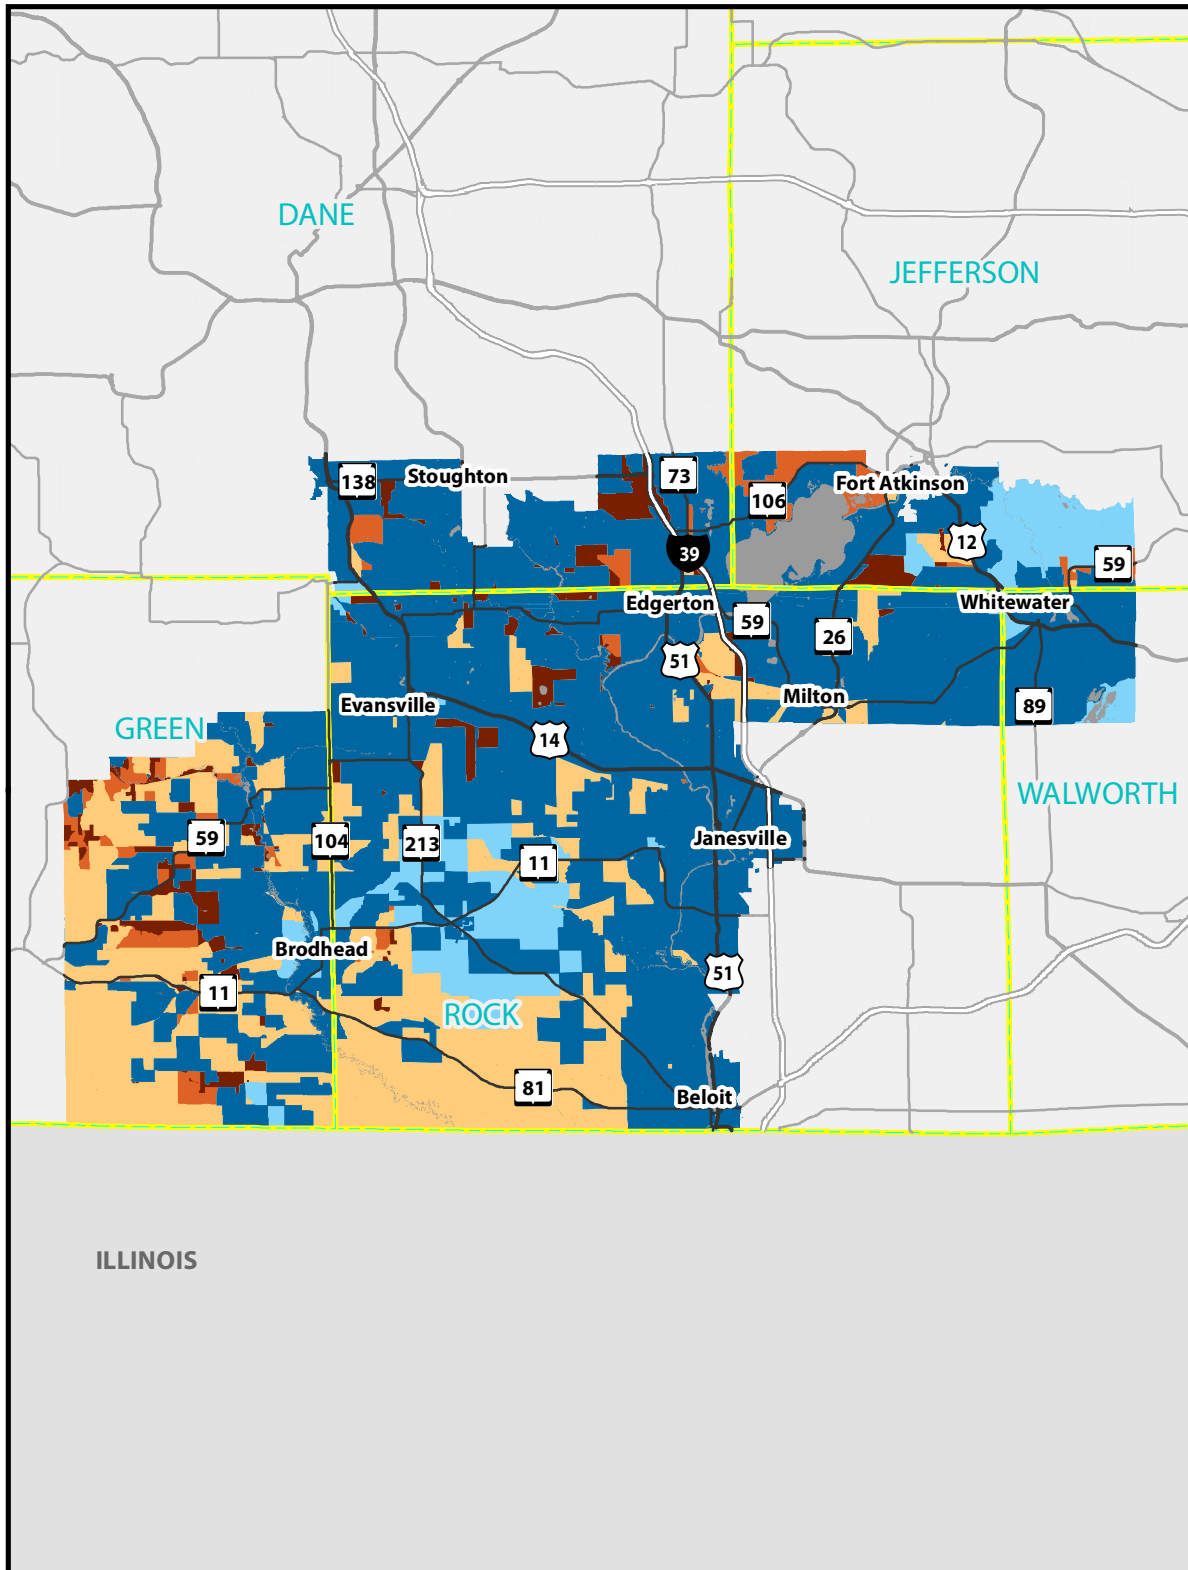 DANE
JEFFERSON
138
Stoughton
73
106
Fort Atkinson
12
39
59
Edgerton
59
Whitewater
26
51
Evansville
Milton
89
GREEN
14
WALWORTH
59
104
213
11
Janesville
Brodhead
51
11
ROCK
81
Beloit
ILLINOIS